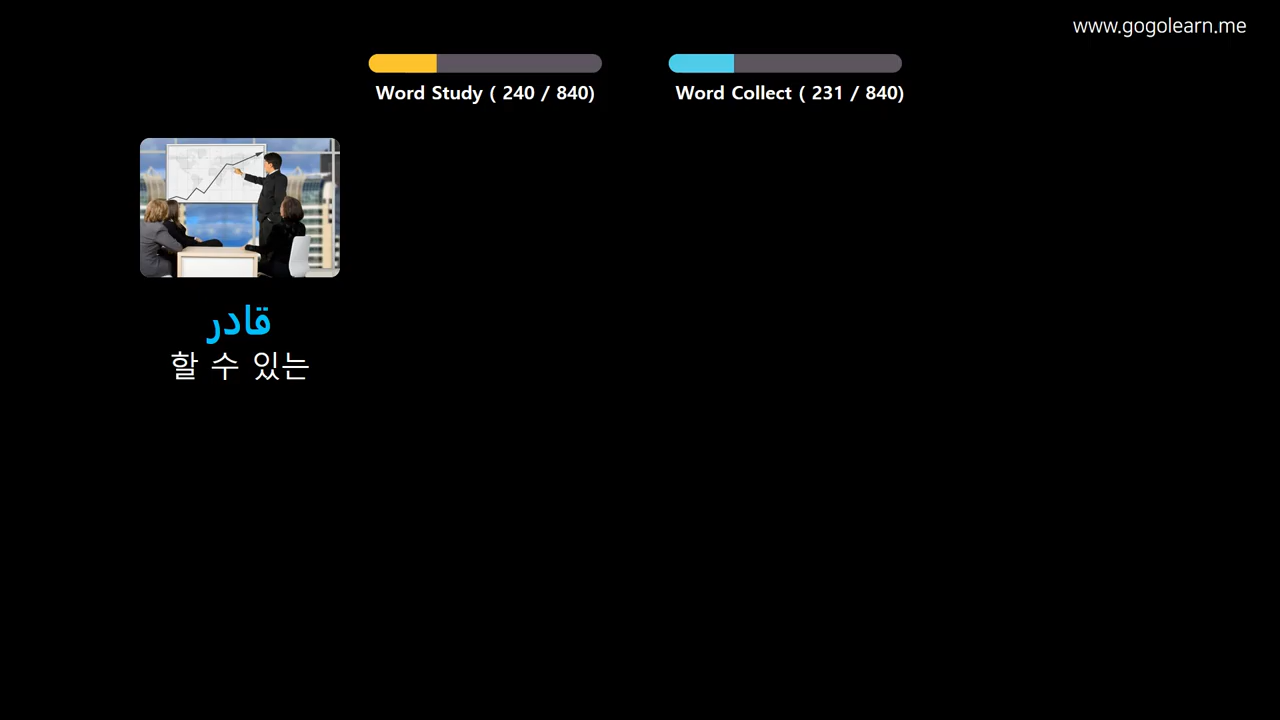 www.gogolearn.me
Word Study ( 240 / 840)
Word Collect ( 231 / 840)
قادر
할 수 있는